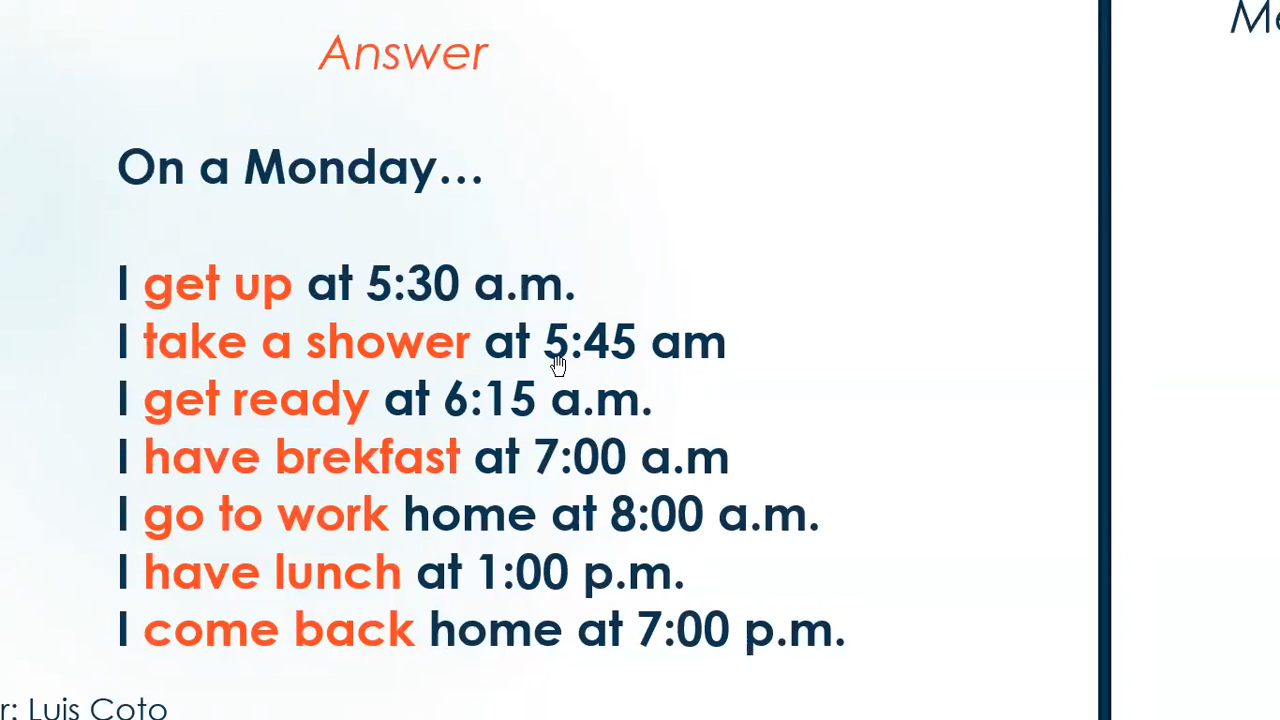 Answer
On a Monday…
I get up at 5:30 a.m.
I take a shower at 5:45 am
I get ready at 6:15 a.m.
I have brekfast at 7:00 a.m
I go to work home at 8:00 a.m.
I have lunch at 1:00 p.m.
I come back home at 7:00 p.m.
Luis Coto